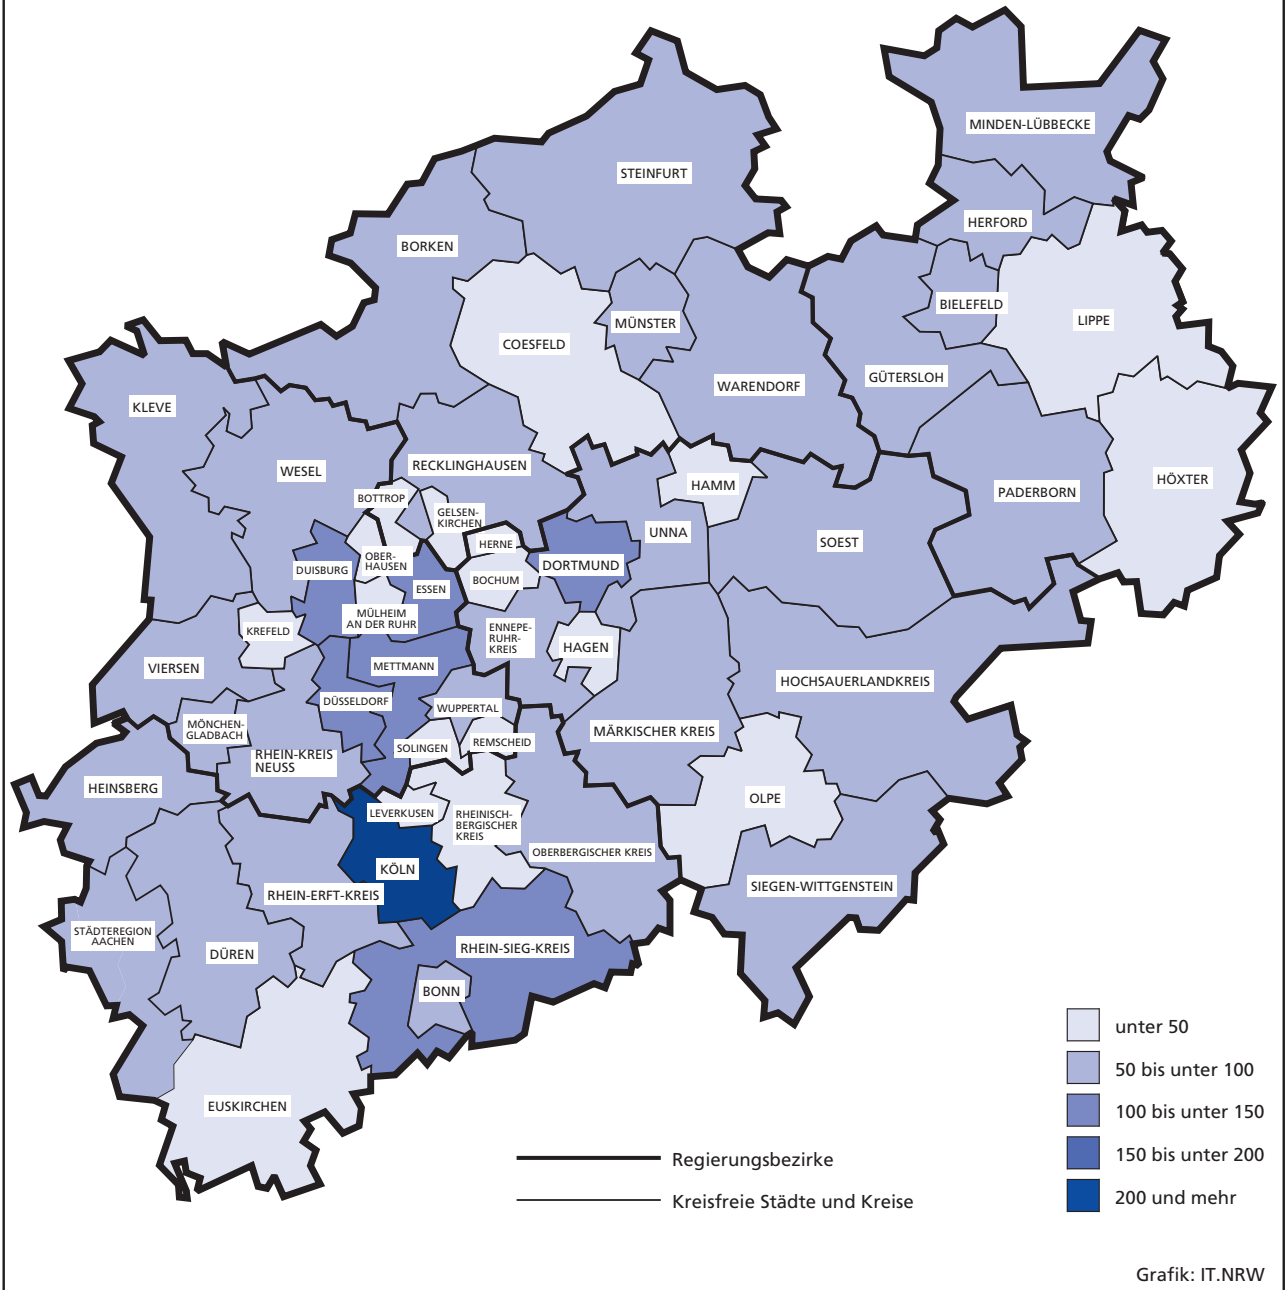 MINDEN-LÜBBECKE
STEINFURT
HERFORD
BORKEN
BIELEFELD
LIPPE
MÜNSTER
COESFELD
GÜTERSLOH
WARENDORF
KLEVE
RECKLINGHAUSEN
WESEL
HÖXTER
HAMM
PADERBORN
BOTTROP
GELSEN-
KIRCHEN
UNNA
SOEST
HERNE
OBER-
HAUSEN
DORTMUND
DUISBURG
BOCHUM
ESSEN
MÜLHEIM
AN DER RUHR
KREFELD
ENNEPE-
RUHR-
KREIS
HAGEN
VIERSEN
METTMANN
HOCHSAUERLANDKREIS
DÜSSELDORF
WUPPERTAL
MÖNCHEN-
GLADBACH
MÄRKISCHER KREIS
REMSCHEID
SOLINGEN
RHEIN-KREIS
NEUSS
HEINSBERG
OLPE
LEVERKUSEN
RHEINISCH-
BERGISCHER
KREIS
OBERBERGISCHER KREIS
KÖLN
SIEGEN-WITTGENSTEIN
RHEIN-ERFT-KREIS
STÄDTEREGION
AACHEN
RHEIN-SIEG-KREIS
DÜREN
BONN
EUSKIRCHEN
unter 50
50 bis unter 100
100 bis unter 150
150 bis unter 200
200 und mehr
Regierungsbezirke
Kreisfreie Städte und Kreise
Grafik: IT.NRW